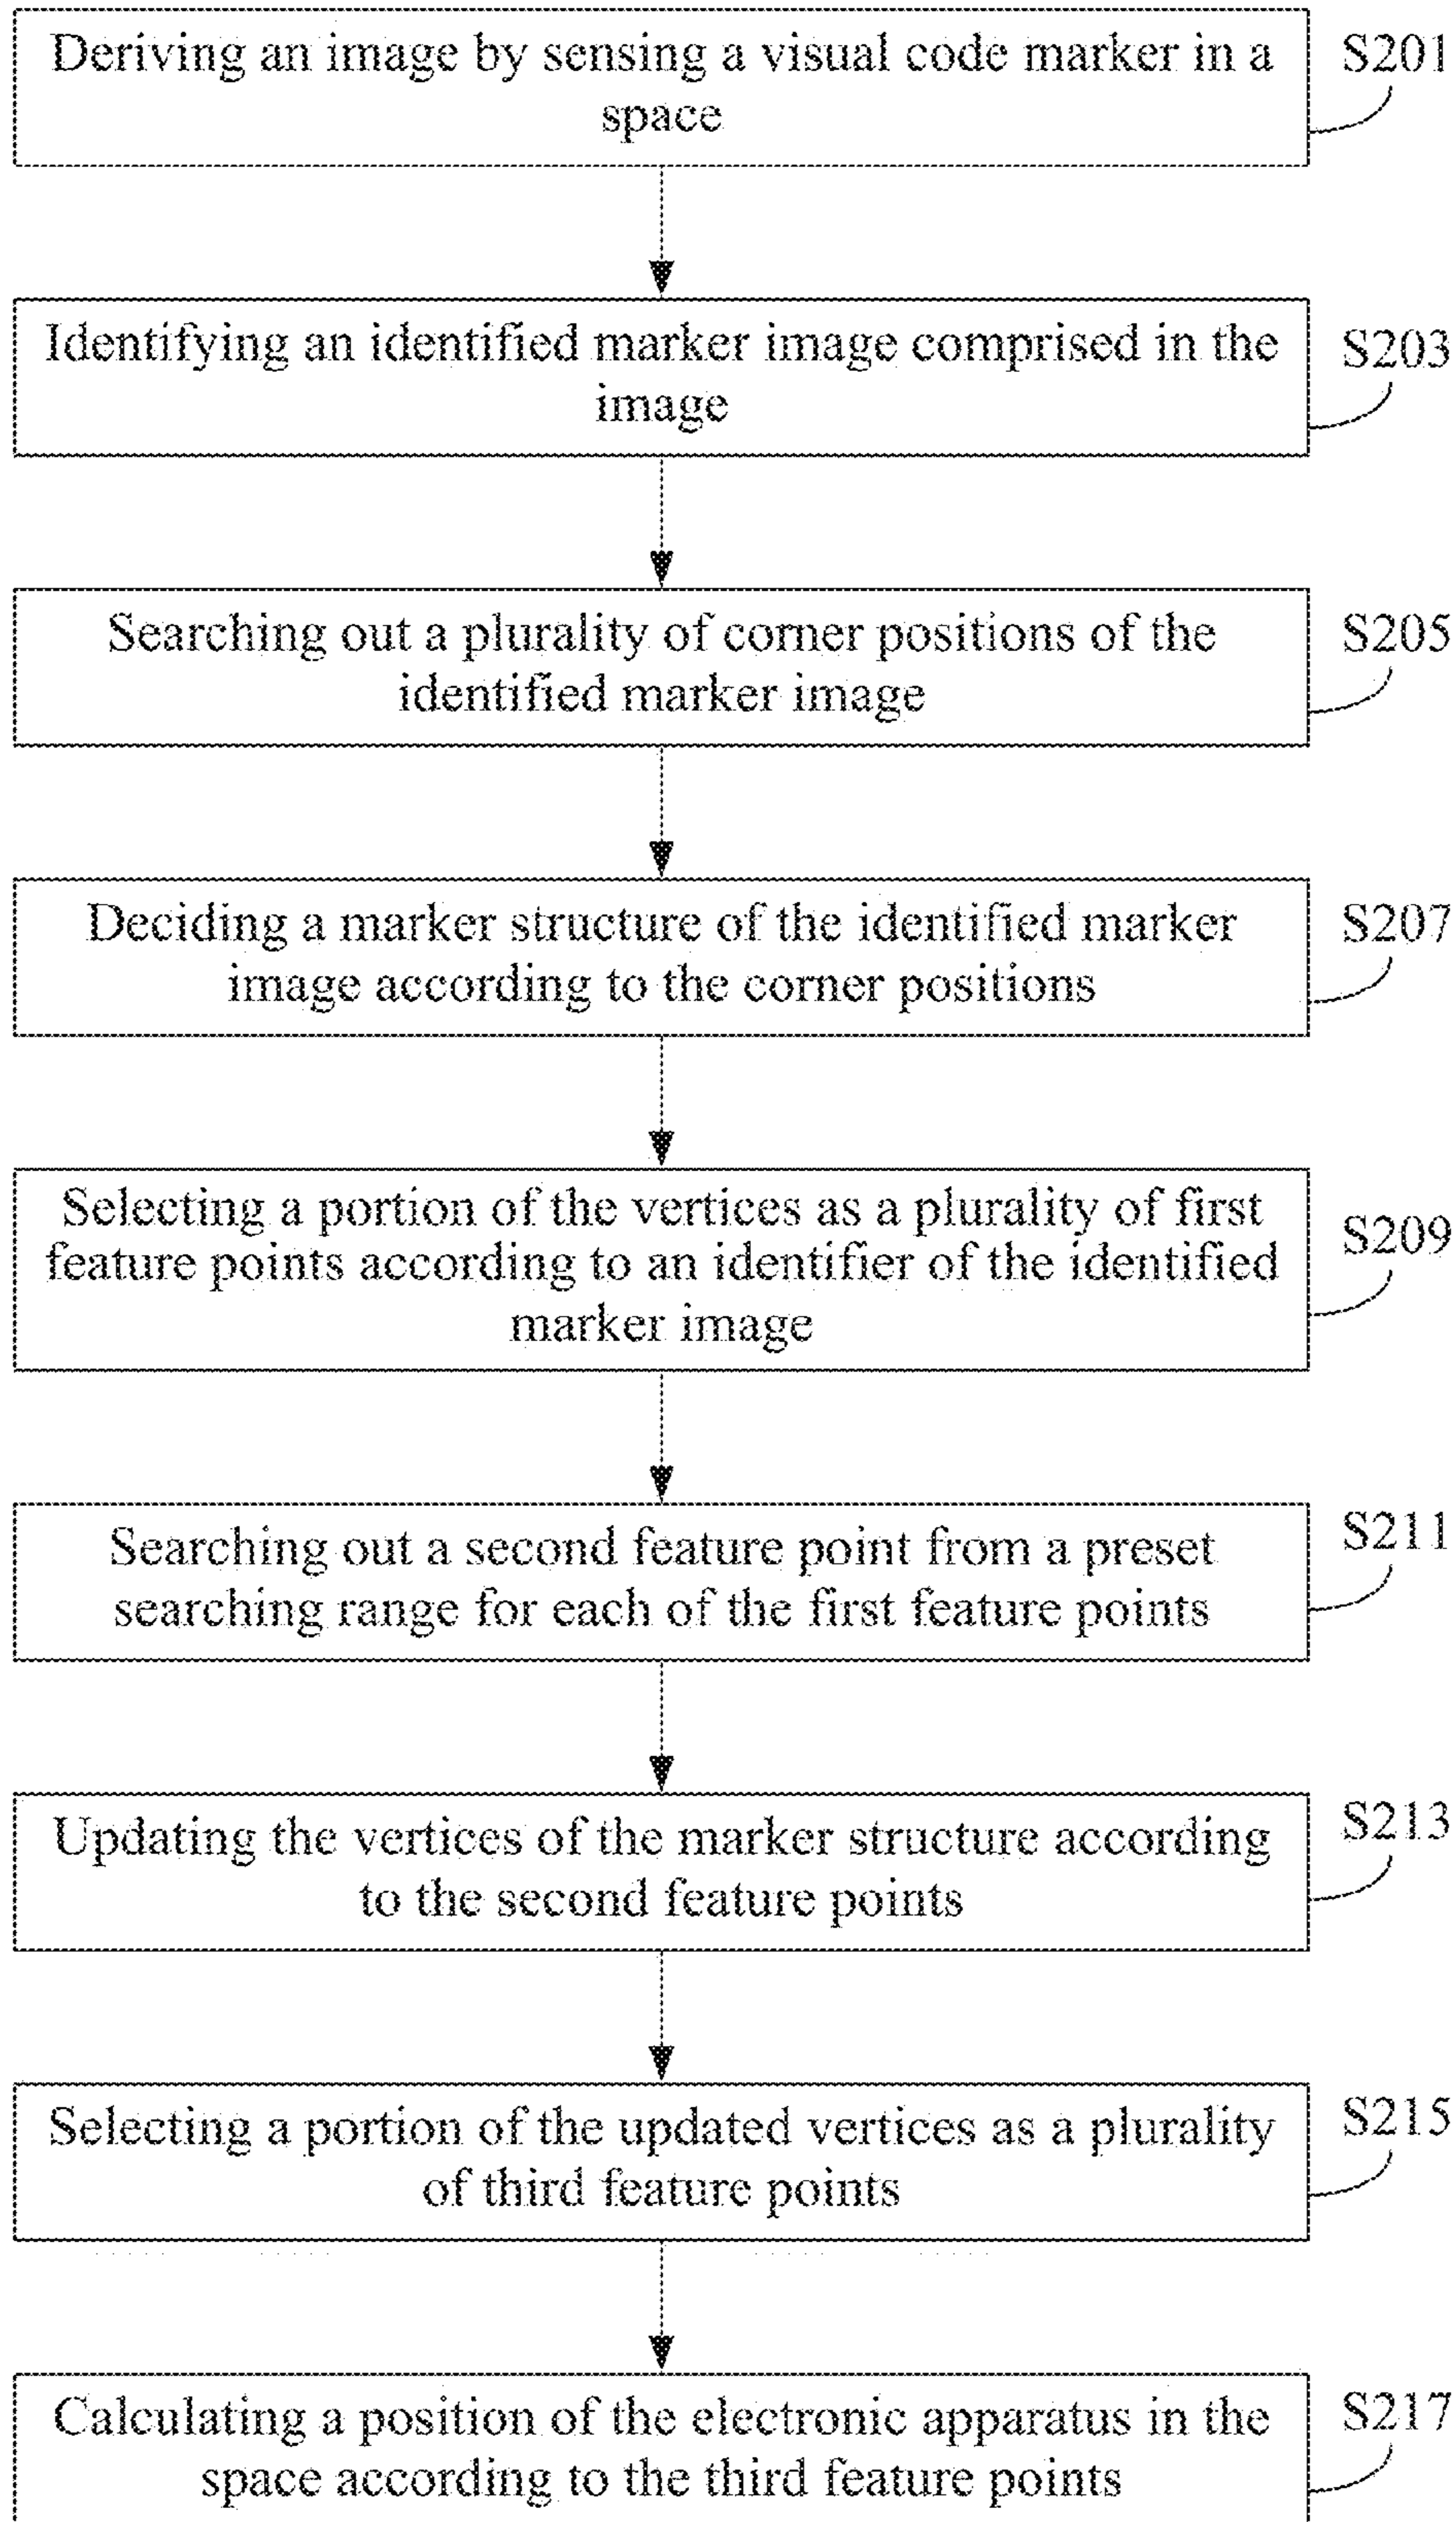 Deriving an image by sensing a visual code marker in a
space
S201
Identifying an identified marker image comprised in the
image
S203
Searching out a plurality of corner positions of the
identified marker image
S205
Deciding a marker structure of the identified marker
image according to the corner positions
S207
Selecting a portion of the vertices as a plurality of first
feature points according to an identifier of the identified
marker image
S209
Searching out a second feature point from a preset
searching range for each of the first feature points
S211
Updating the vertices of the marker structure according
to the second feature points
S213
Selecting a portion of the updated vertices as a plurality
of third feature points
S215
Calculating a position of the electronic apparatus in the
space according to the third feature points
S217